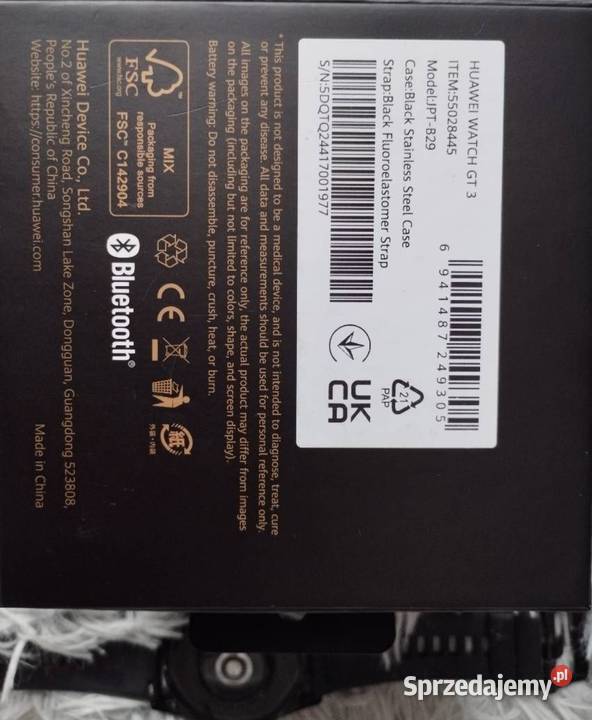 HUAWEI WATCH GT 3
ITEM:55028445
Model:JPT-B29
Case:Black Stainless Steel Case
Strap:Black Fluoroelastomer Strap
S/N:5DQTQ24417001977
6 941487 249305
21
PAP
UK
CA
* This product is not designed to be a medical device, and is not intended to diagnose, treat, cure
or prevent any disease. All data and measurements should be used for personal reference only.
All images on the packaging are for reference only, the actual product may differ from images
on the packaging (including but not limited to colors, shape, and screen display).
Battery warning: Do not disassemble, puncture, crush, heat, or burn.
FSC
www.fsc.org
MIX
Packaging from
responsible sources
FSC™ C142904
CE
紙
Bluetooth®
Huawei Device Co., Ltd.
No.2 of Xincheng Road, Songshan Lake Zone, Dongguan, Guangdong 523808,
People's Republic of China
Website: https://consumer.huawei.com
Made in China
Sprzedajemy.pl